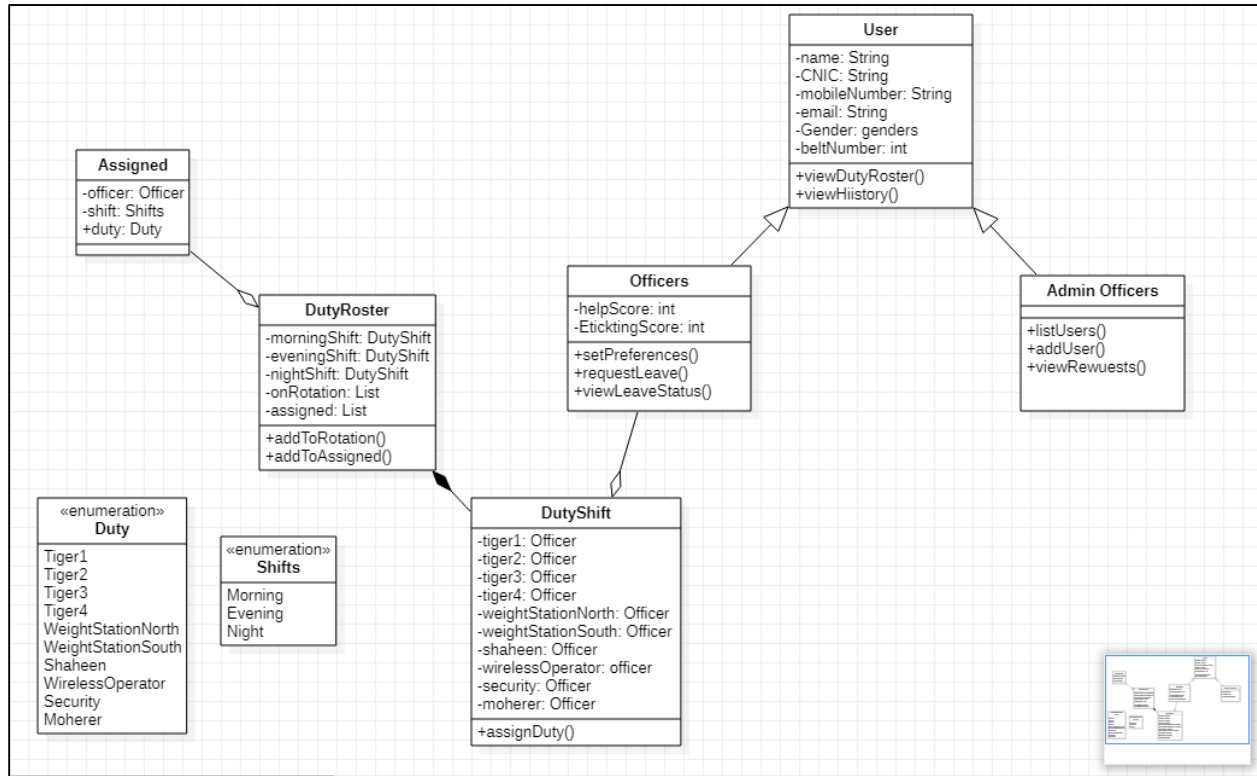 User
-name: String
-CNIC: String
-mobileNumber: String
-email: String
-Gender: genders
-beltNumber: int
+viewDutyRoster()
+viewHiistory()
Assigned
-officer: Officer
-shift: Shifts
+duty: Duty
Officers
-helpScore: int
-EticktingScore: int
+setPreferences()
+requestLeave()
+viewLeaveStatus()
Admin Officers
+listUsers()
+addUser()
+viewRewuests()
DutyRoster
-morningShift: DutyShift
-eveningShift: DutyShift
-nightShift: DutyShift
-onRotation: List
-assigned: List
+addToRotation()
+addToAssigned()
«enumeration»
Duty
Tiger1
Tiger2
Tiger3
Tiger4
WeightStationNorth
WeightStationSouth
Shaheen
WirelessOperator
Security
Moherer
«enumeration»
Shifts
Morning
Evening
Night
DutyShift
-tiger1: Officer
-tiger2: Officer
-tiger3: Officer
-tiger4: Officer
-weightStationNorth: Officer
-weightStationSouth: Officer
-shaheen: Officer
-wirelessOperator: officer
-security: Officer
-moherer: Officer
+assignDuty()